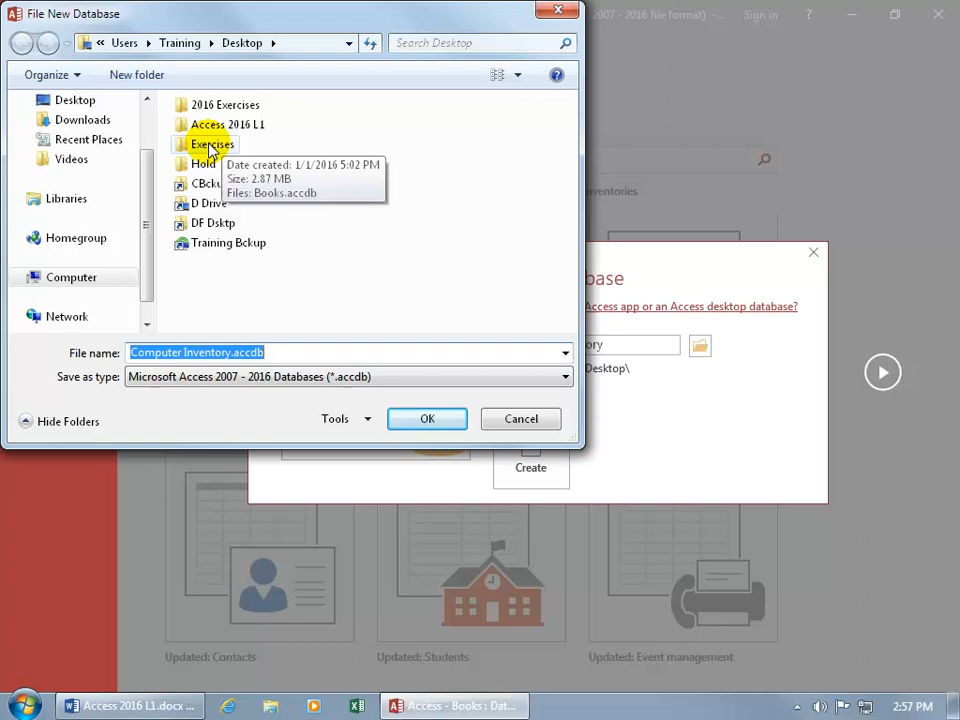 File New Database
2007 - 2016 file format) -...
Sign in
?
« Users Training Desktop
Search Desktop
Organize
New folder
?
Desktop
Downloads
Recent Places
Videos
Libraries
Homegroup
Computer
Network
2016 Exercises
Access 2016 L1
Exercises
Hold
CBcku
D Drive
DF Dsktp
Training Bckup
Date created: 1/1/2016 5:02 PM
Size: 2.87 MB
Files: Books.accdb
File name: Computer Inventory.accdb
Save as type: Microsoft Access 2007 - 2016 Databases (*.accdb)
Hide Folders
Tools
OK
Cancel
ventories
base
Access app or an Access desktop database?
ory
Desktop\
Create
Updated: Contacts
Updated: Students
Updated: Event management
Access 2016 L1.docx ...
Access - Books : Dat...
2:57 PM